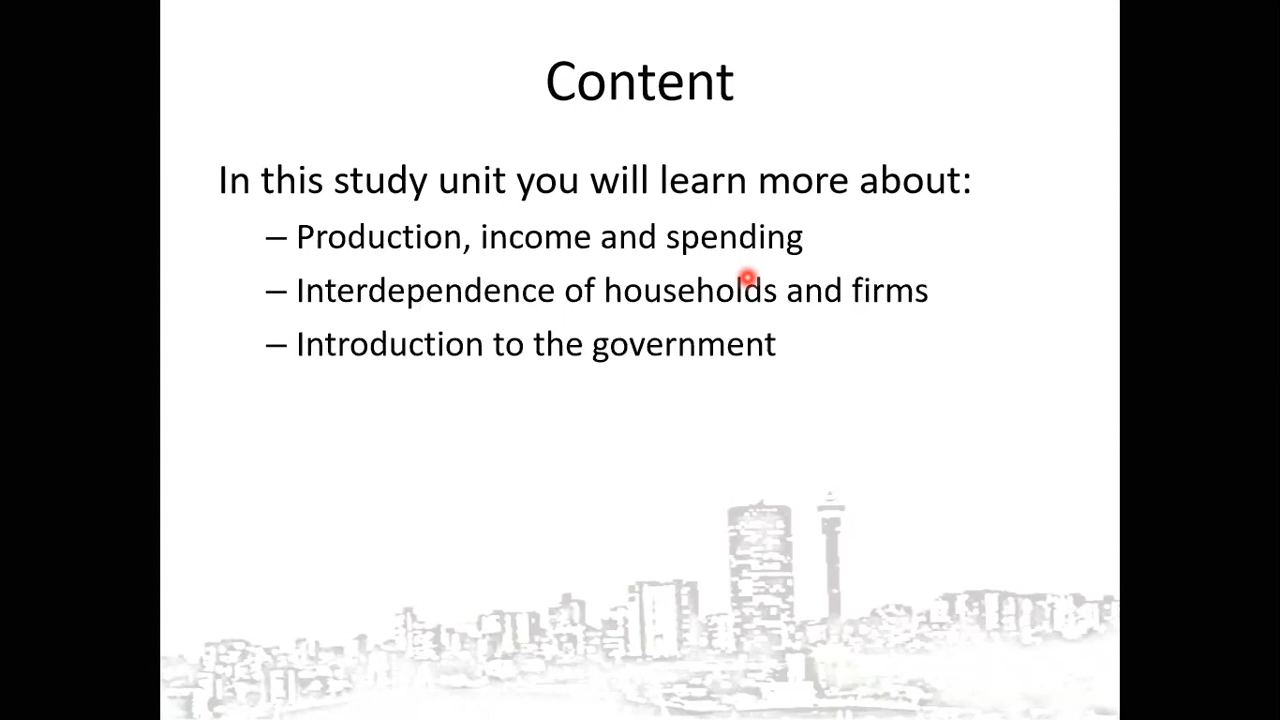 Content
In this study unit you will learn more about:
– Production, income and spending
– Interdependence of households and firms
– Introduction to the government